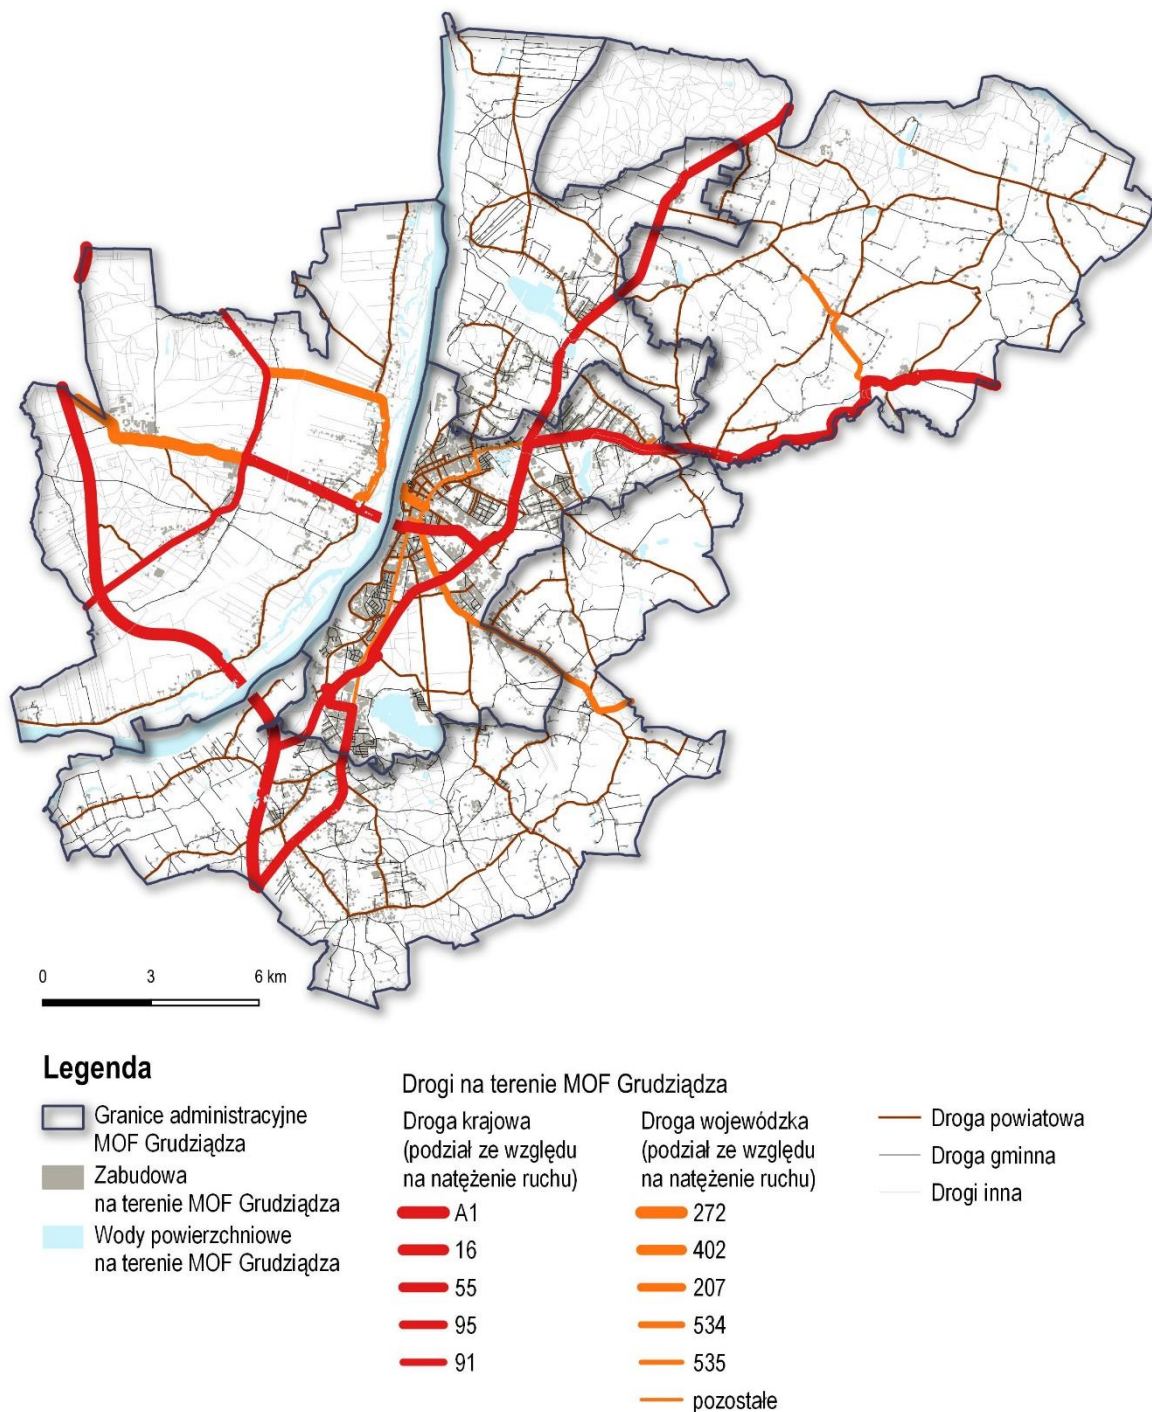 0 3 6 km
Legenda
Granice administracyjne
MOF Grudziądza
Zabudowa
na terenie MOF Grudziądza
Wody powierzchniowe
na terenie MOF Grudziądza
Drogi na terenie MOF Grudziądza
Droga krajowa
(podział ze względu
na natężenie ruchu)
A1
16
55
95
91
Droga wojewódzka
(podział ze względu
na natężenie ruchu)
272
402
207
534
535
pozostałe
Droga powiatowa
Droga gminna
Drogi inna